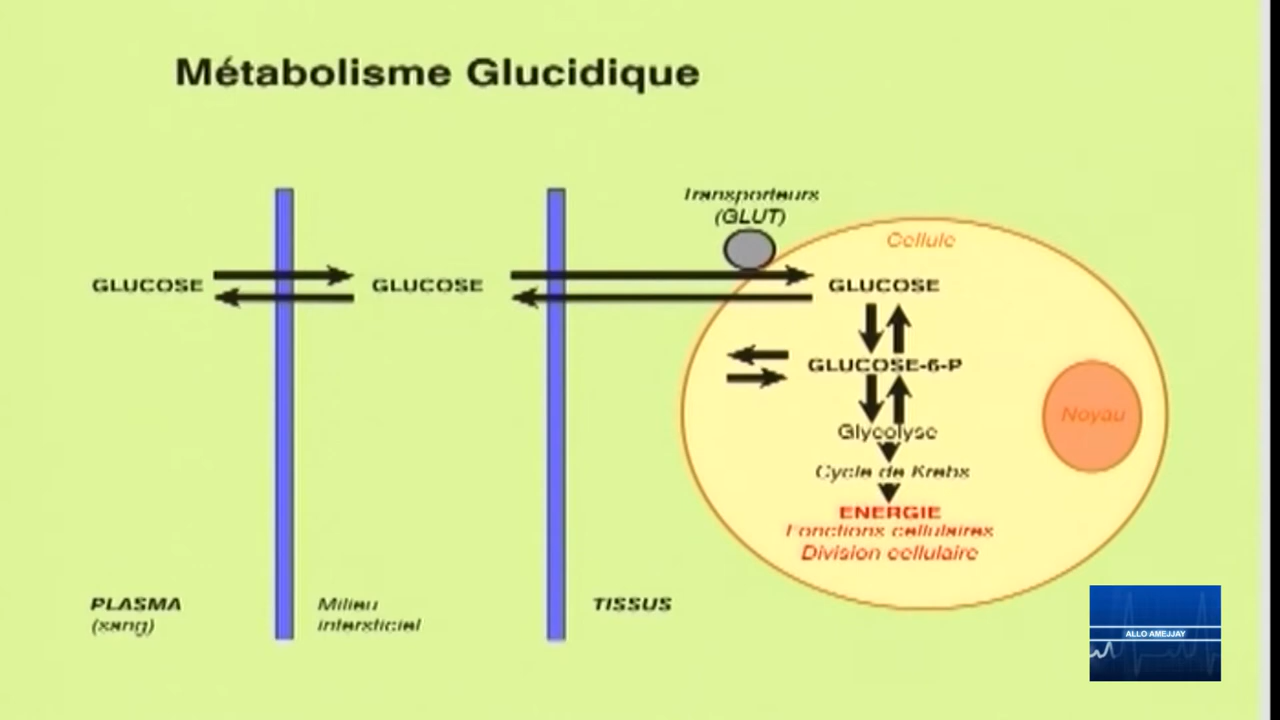 Métabolisme Glucidique
Transporteurs
(GLUT)
Cellule
GLUCOSE
GLUCOSE
GLUCOSE
GLUCOSE-6-P
Noyau
Glycolyse
Cycle de Krebs
ENERGIE
Fonctions cellulaires
Division cellulaire
PLASMA
(sang)
Milieu
intersticiel
TISSUS
ALLO AMEJJAY